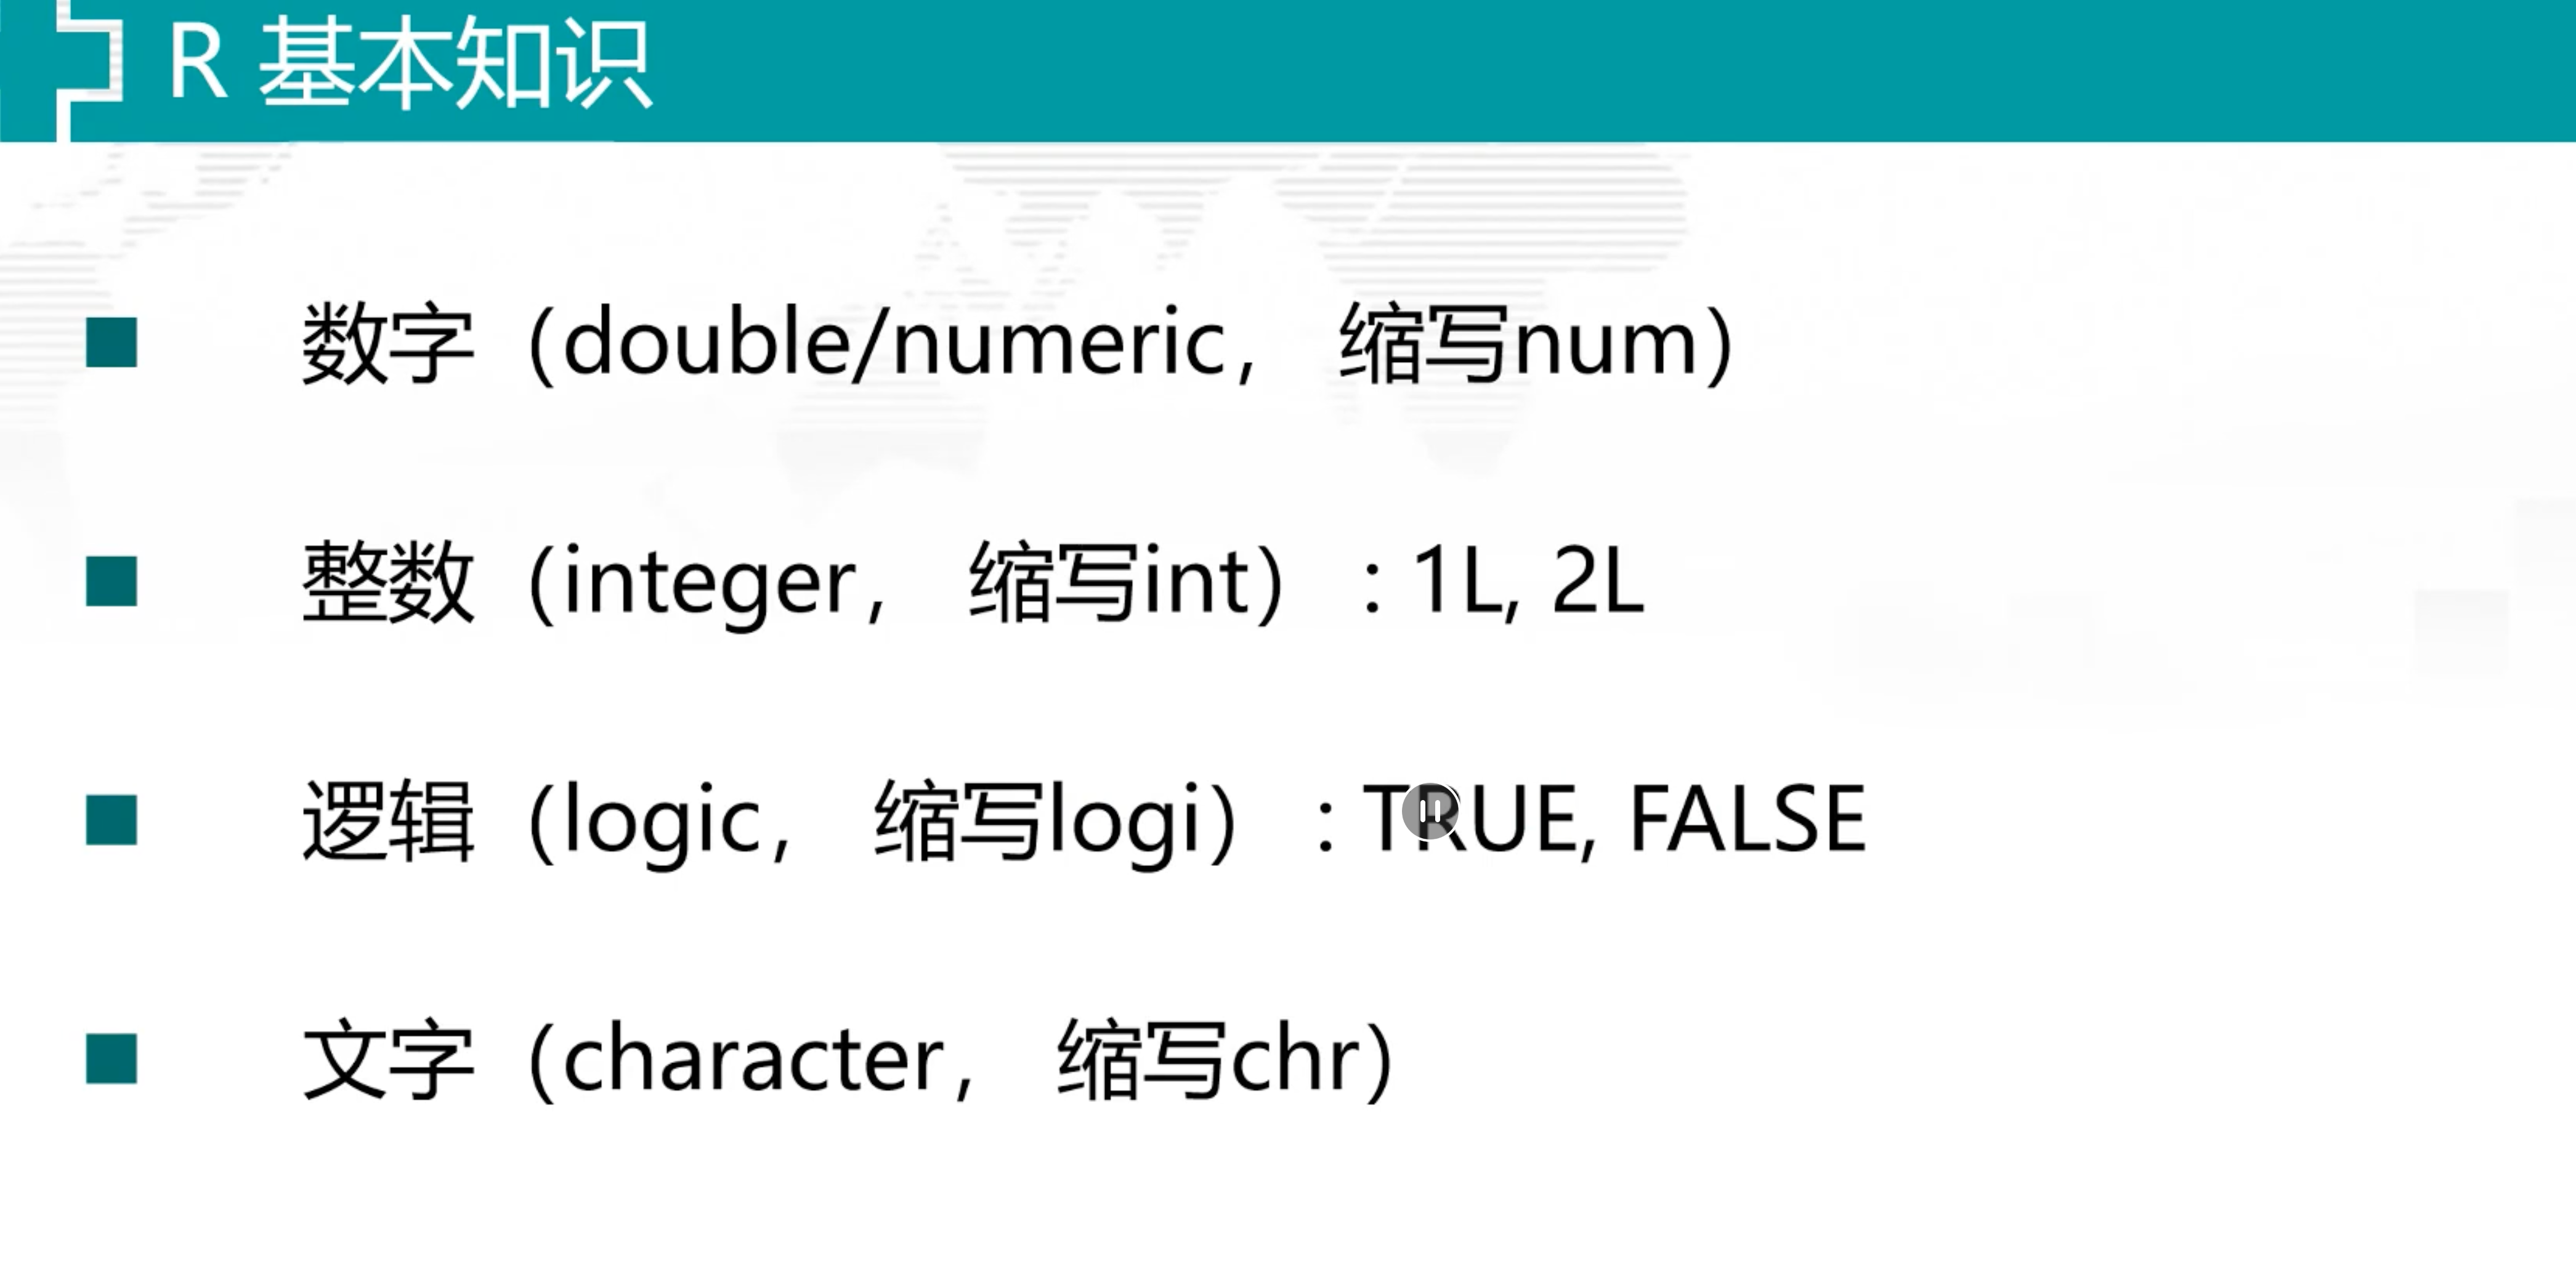 R 基本知识
数字（double/numeric， 缩写num）
整数（integer， 缩写int） : 1L, 2L
逻辑（logic， 缩写logi） : TRUE, FALSE
文字（character， 缩写chr）